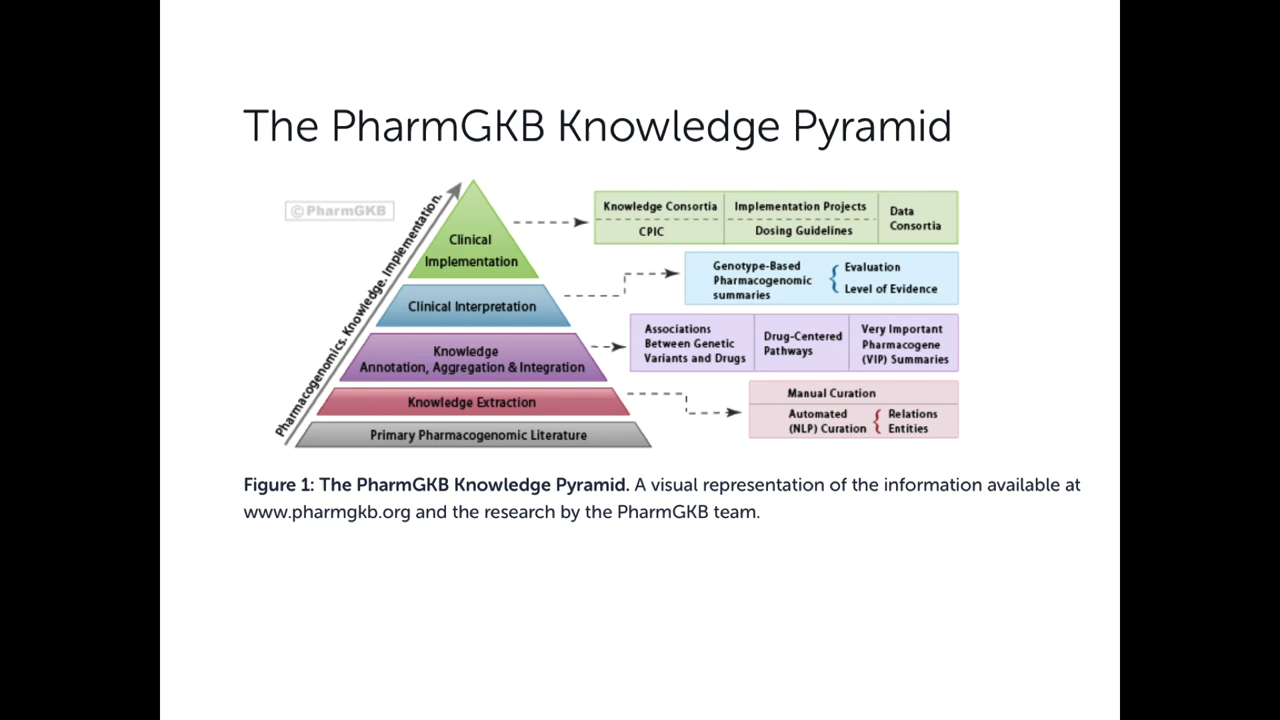 The PharmGKB Knowledge Pyramid
© PharmGKB
Pharmacogenomics. Knowledge. Implementation.
Clinical
Implementation
Knowledge Consortia
CPIC
Implementation Projects
Dosing Guidelines
Data
Consortia
Clinical Interpretation
Genotype-Based
Pharmacogenomic
summaries
Evaluation
Level of Evidence
Knowledge
Annotation, Aggregation & Integration
Associations
Between Genetic
Variants and Drugs
Drug-Centered
Pathways
Very Important
Pharmacogene
(VIP) Summaries
Knowledge Extraction
Manual Curation
Automated
(NLP) Curation
Relations
Entities
Primary Pharmacogenomic Literature
Figure 1: The PharmGKB Knowledge Pyramid. A visual representation of the information available at
www.pharmgkb.org and the research by the PharmGKB team.